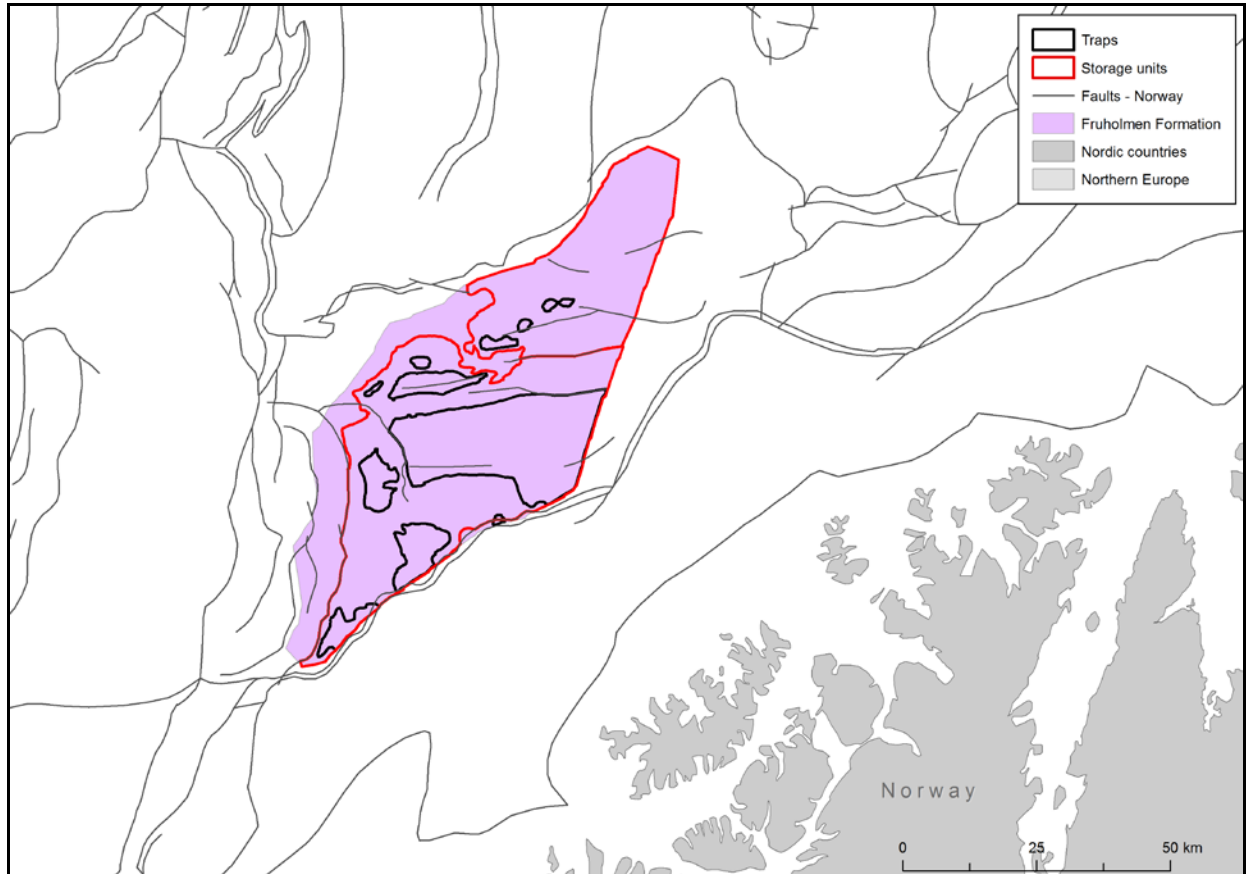 Traps
Storage units
Faults - Norway
Fruholmen Formation
Nordic countries
Northern Europe
Norway
0 25 50 km